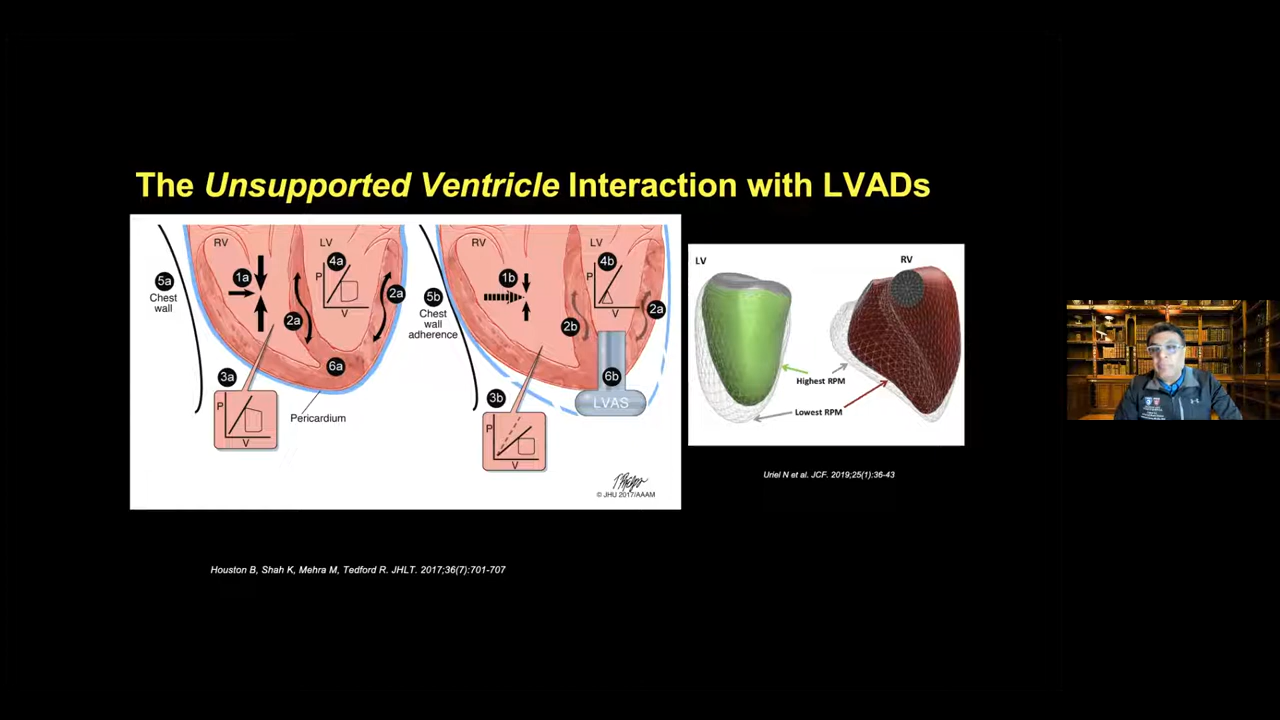 The Unsupported Ventricle Interaction with LVADs
RV
LV
1a
4a
P
V
2a
2a
5a
Chest
wall
6a
3a
P
V
Pericardium
RV
LV
1b
4b
P
V
5b
Chest
wall
adherence
2b
2a
6b
LVAS
3b
P
V
© JHU 2017/AAAM
LV
RV
Highest RPM
Lowest RPM
Uriel N et al. JCF. 2019;25(1):36-43
Houston B, Shah K, Mehra M, Tedford R. JHLT. 2017;36(7):701-707